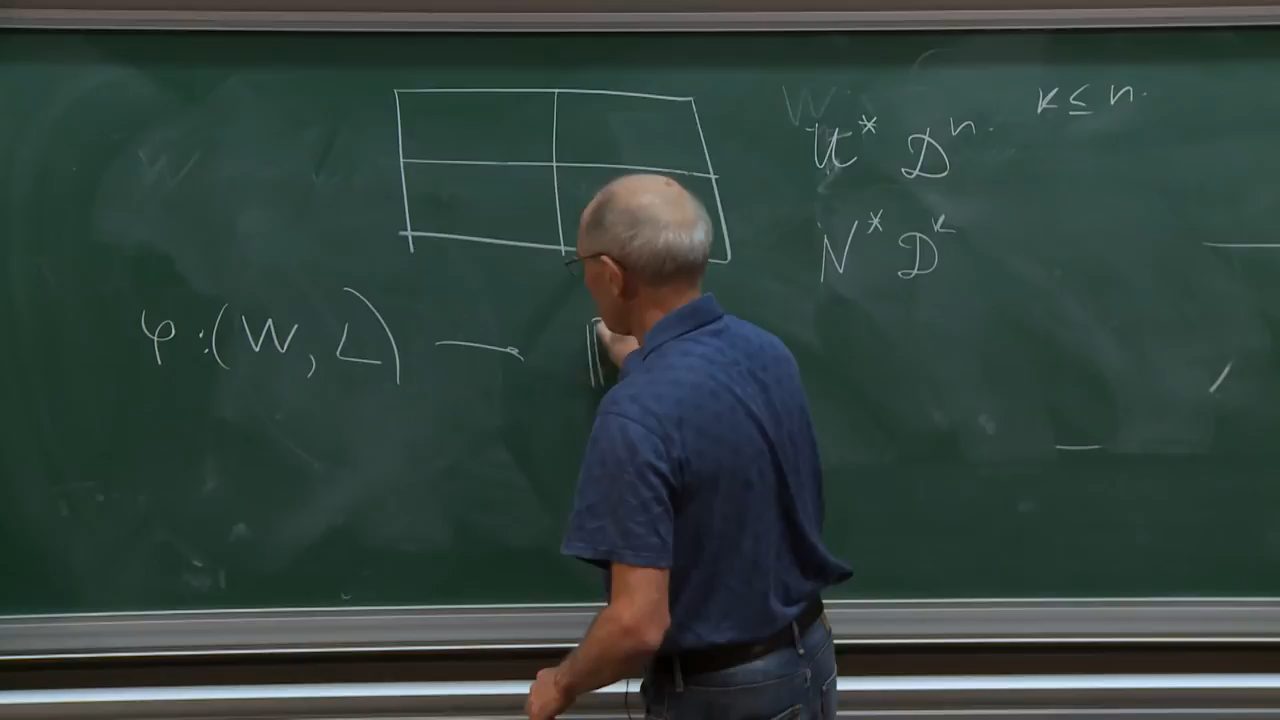 k ≤ n.
U* Dⁿ.
N* Dᵏ
φ : (W, L) —